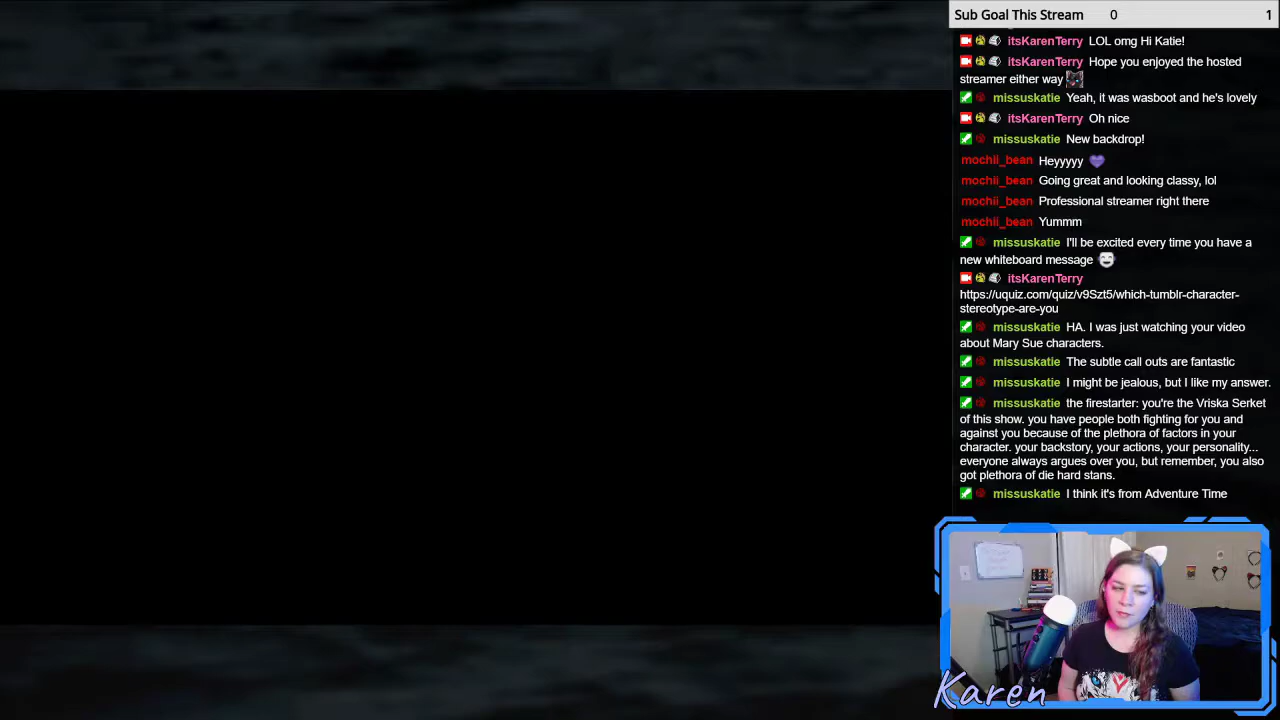 Sub Goal This Stream 0 1
itsKarenTerry LOL omg Hi Katie!
itsKarenTerry Hope you enjoyed the hosted
streamer either way
missuskatie Yeah, it was wasboot and he's lovely
itsKarenTerry Oh nice
missuskatie New backdrop!
mochii_bean Heyyyyy
mochii_bean Going great and looking classy, lol
mochii_bean Professional streamer right there
mochii_bean Yummm
missuskatie I'll be excited every time you have a
new whiteboard message
itsKarenTerry
https://uquiz.com/quiz/v9Szt5/which-tumblr-character-
stereotype-are-you
missuskatie HA. I was just watching your video
about Mary Sue characters.
missuskatie The subtle call outs are fantastic
missuskatie I might be jealous, but I like my answer.
missuskatie the firestarter: you're the Vriska Serket
of this show. you have people both fighting for you and
against you because of the plethora of factors in your
character. your backstory, your actions, your personality...
everyone always argues over you, but remember, you also
got plethora of die hard stans.
missuskatie I think it's from Adventure Time
Karen